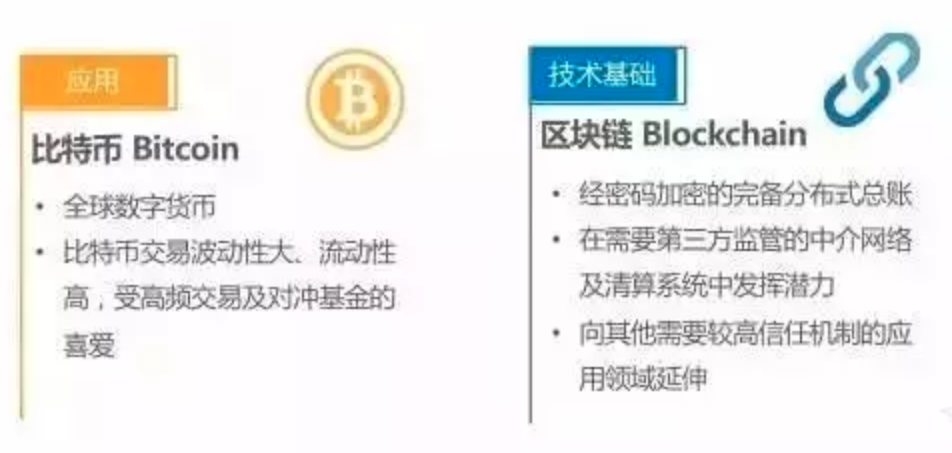 应用
比特币 Bitcoin
• 全球数字货币
• 比特币交易波动性大、流动性
高，受高频交易及对冲基金的
喜爱
技术基础
区块链 Blockchain
• 经密码加密的完备分布式总账
• 在需要第三方监管的中介网络
及清算系统中发挥潜力
• 向其他需要较高信任机制的应
用领域延伸